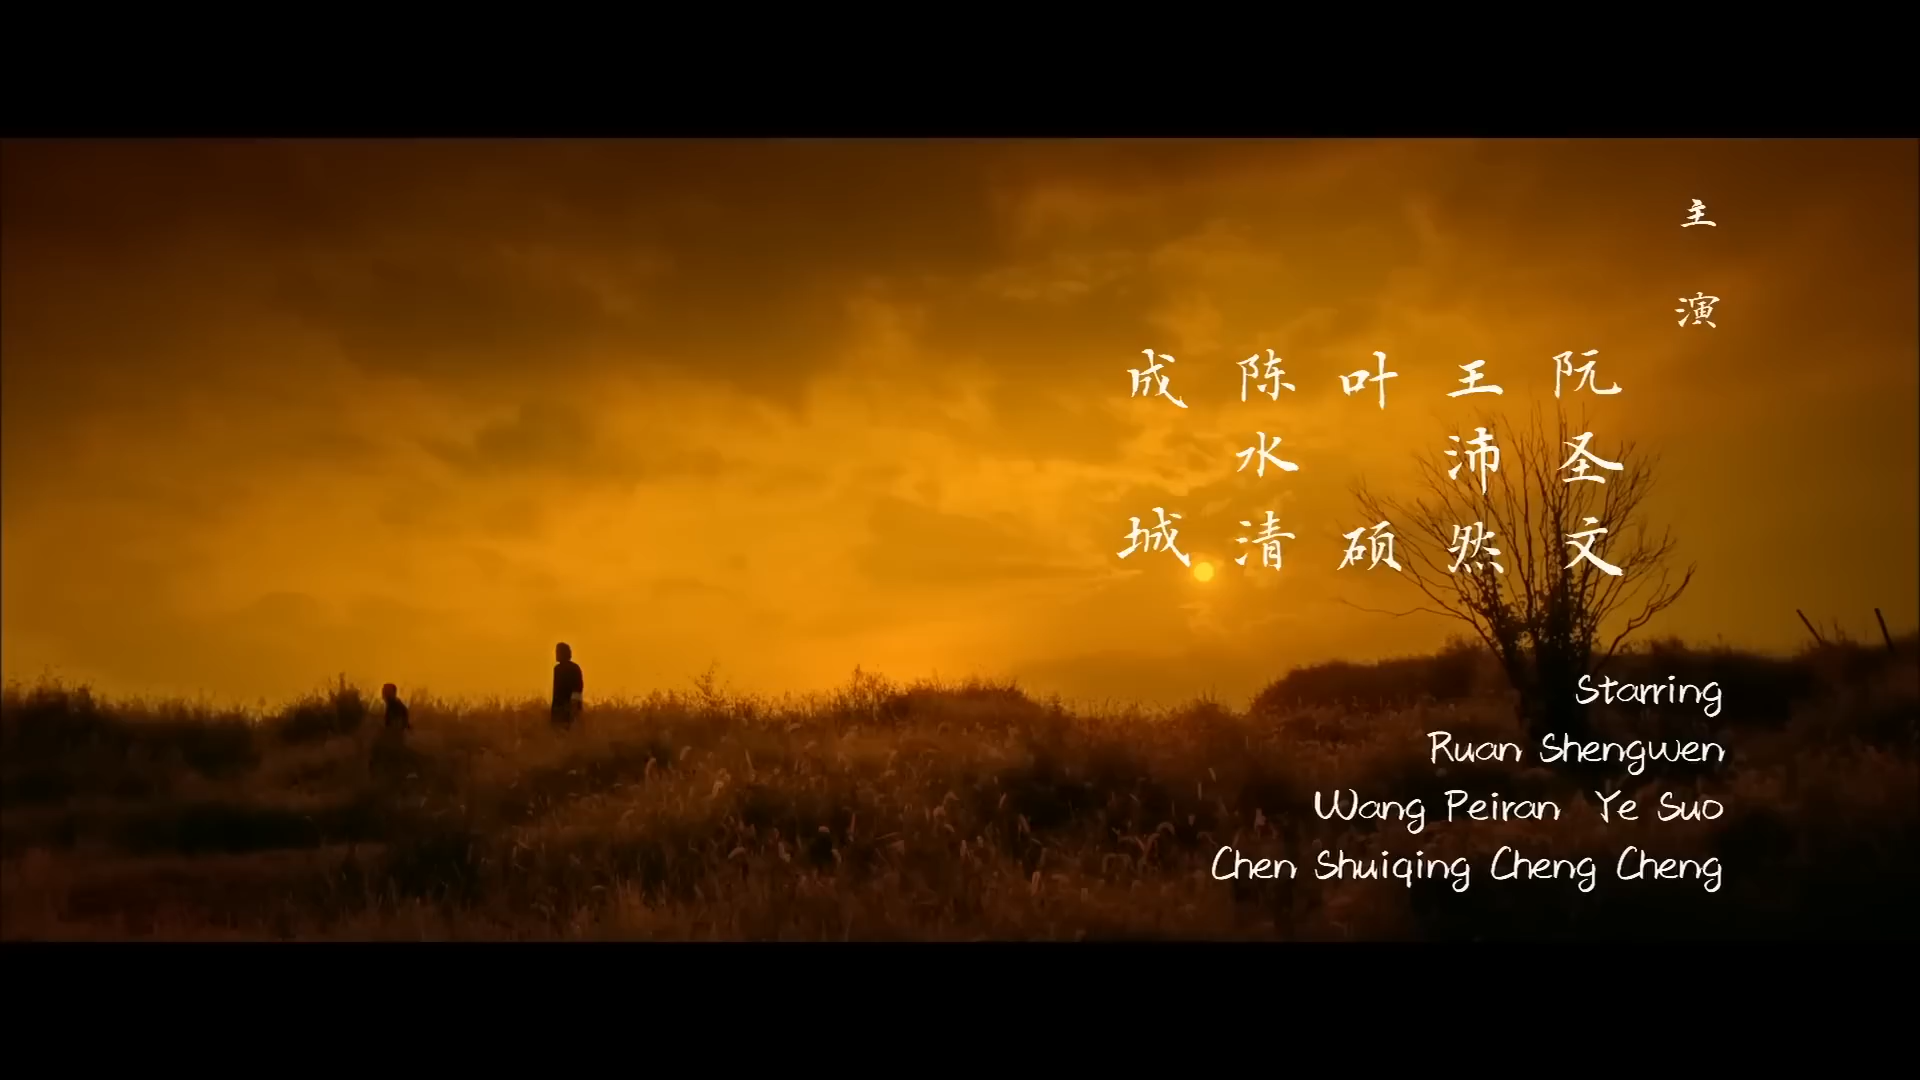 主演
阮圣文
王沛然
叶硕
陈水清
成城
Starring
Ruan Shengwen
Wang Peiran Ye Suo
Chen Shuiqing Cheng Cheng